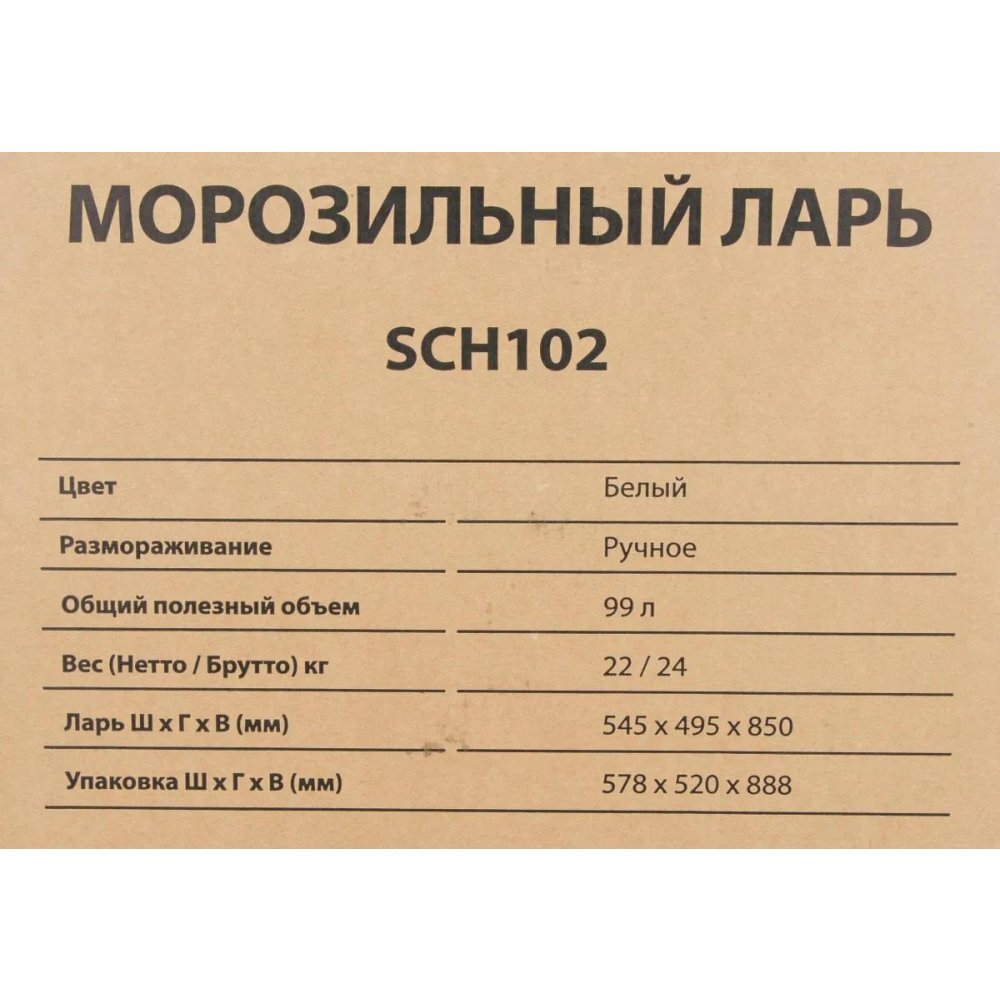 МОРОЗИЛЬНЫЙ ЛАРЬ
SCH102
Цвет Белый
Размораживание Ручное
Общий полезный объем 99 л
Вес (Нетто / Брутто) кг 22 / 24
Ларь Ш х Г х В (мм) 545 x 495 x 850
Упаковка Ш х Г х В (мм) 578 x 520 x 888